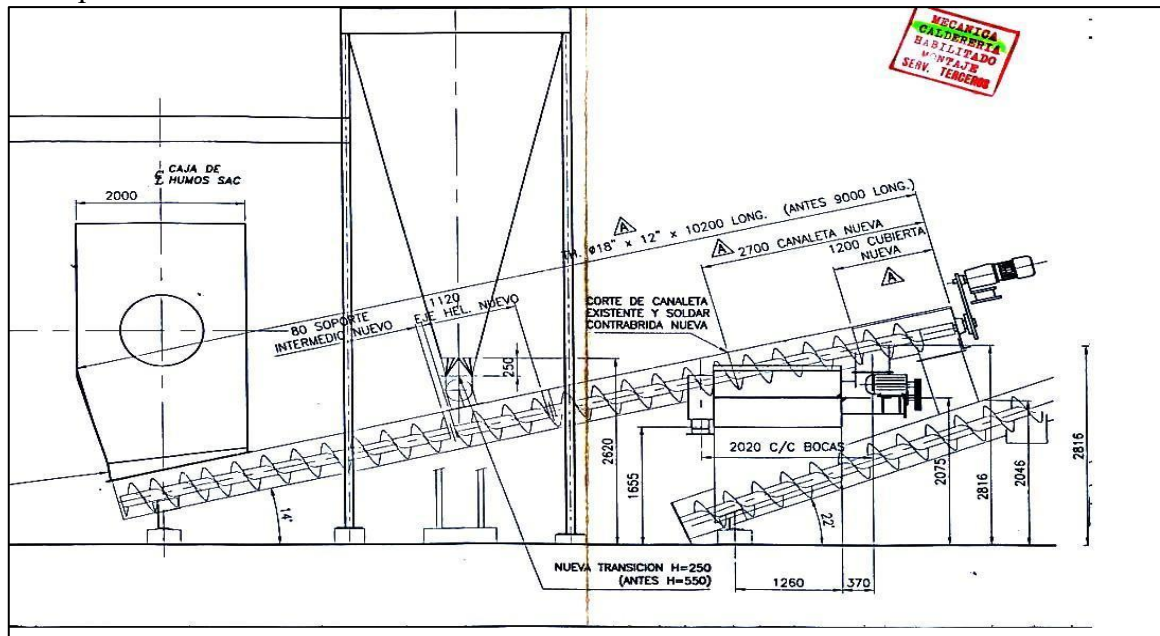 MECANICA
CALDERERIA
HABILITADO
MONTAJE
SERV. TERCEROS
CAJA DE
HUMOS SAC
2000
TH. ø18" x 12" x 10200 LONG. (ANTES 9000 LONG.)
A
A
2700 CANALETA NUEVA
1200 CUBIERTA
NUEVA
A
CORTE DE CANALETA
EXISTENTE Y SOLDAR
CONTRABRIDA NUEVA
1120
EJE HEL. NUEVO
80 SOPORTE
INTERMEDIO NUEVO
250
2620
1655
2020 C/C BOCAS
2075
2816
2046
2816
14°
22°
NUEVA TRANSICION H=250
(ANTES H=550)
1260
370